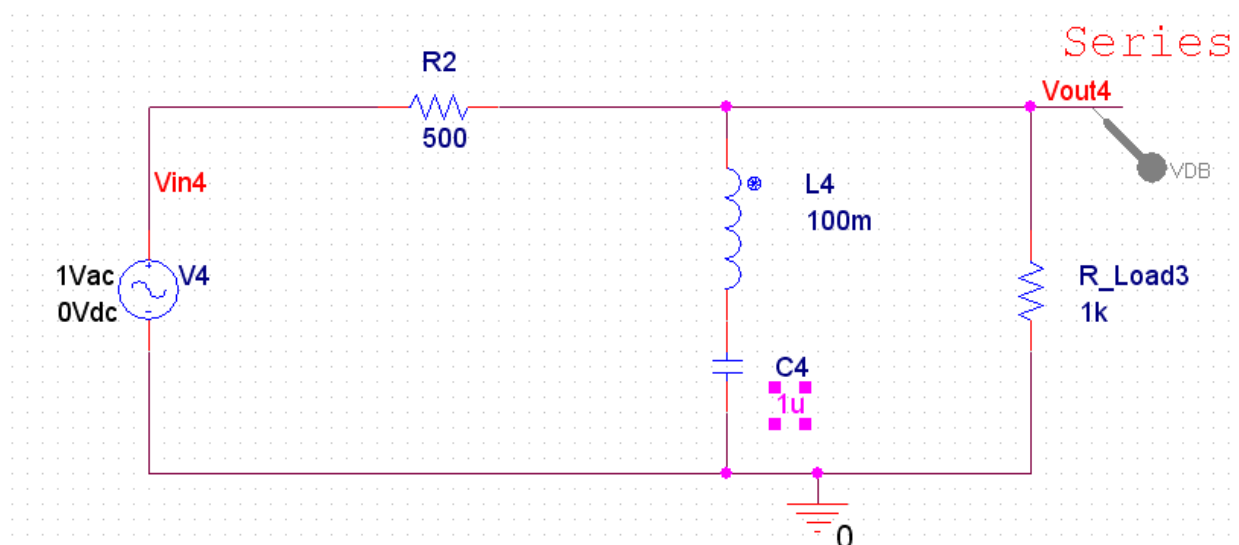 Series
R2
500
Vout4
VDB
Vin4
L4
100m
1Vac
0Vdc
V4
R_Load3
1k
C4
1u
0